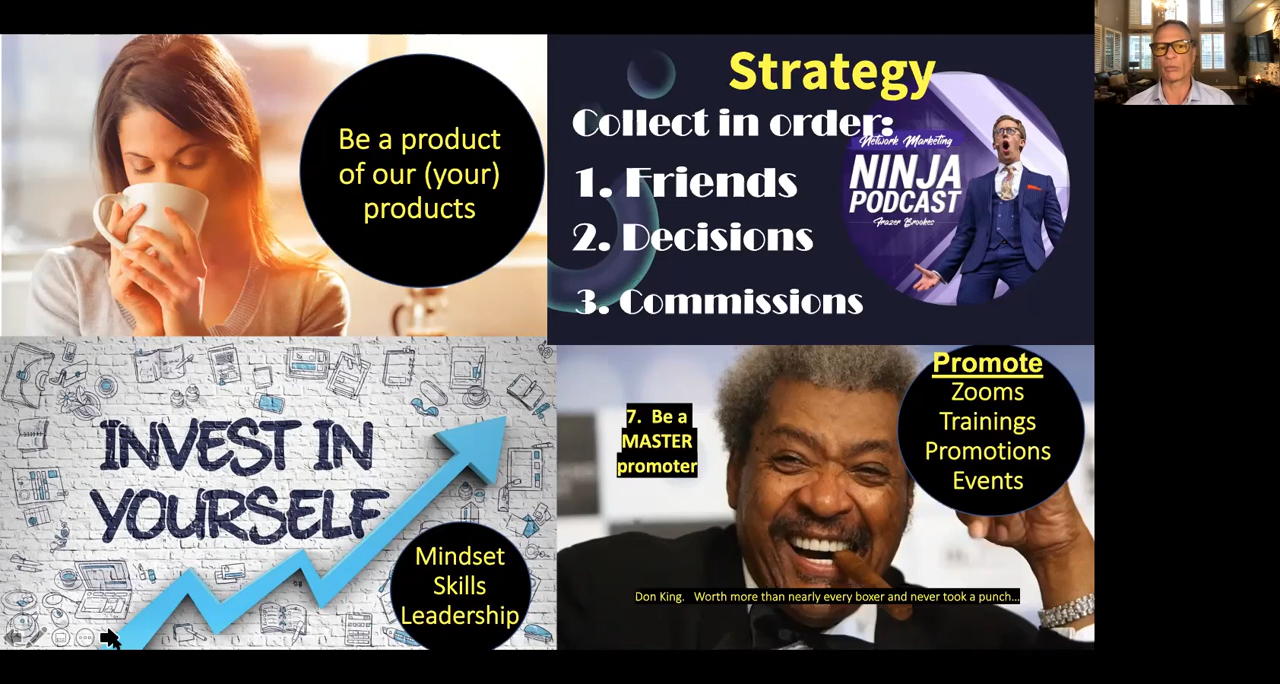 Be a product
of our (your)
products
Strategy
Collect in order:
1. Friends
2. Decisions
3. Commissions
Network Marketing
NINJA
PODCAST
Frazer Brookes
INVEST IN
YOURSELF
Mindset
Skills
Leadership
7. Be a
MASTER
promoter
Promote
Zooms
Trainings
Promotions
Events
Don King. Worth more than nearly every boxer and never took a punch...